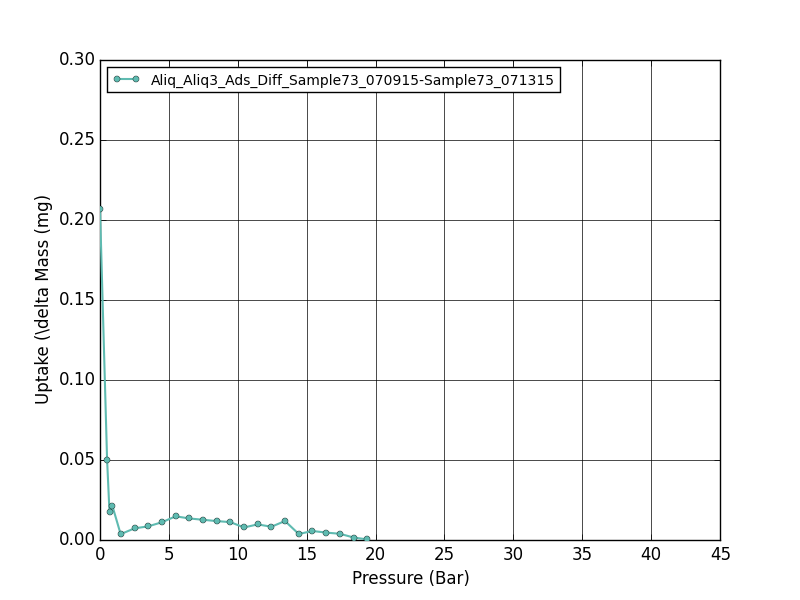 Aliq_Aliq3_Ads_Diff_Sample73_070915-Sample73_071315
0.30
0.25
0.20
0.15
0.10
0.05
0.00
Uptake (\delta Mass (mg)
0 5 10 15 20 25 30 35 40 45
Pressure (Bar)